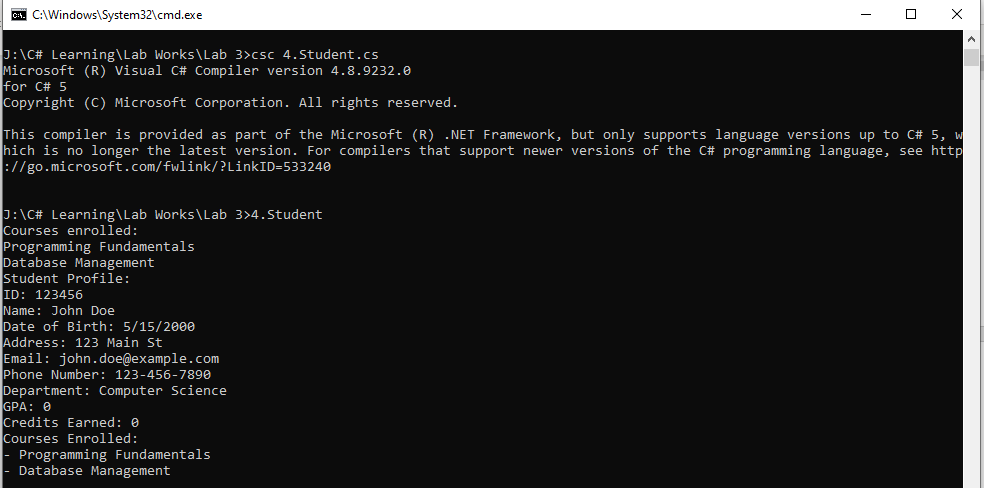 C:\Windows\System32\cmd.exe
J:\C# Learning\Lab Works\Lab 3>csc 4.Student.cs
Microsoft (R) Visual C# Compiler version 4.8.9232.0
for C# 5
Copyright (C) Microsoft Corporation. All rights reserved.
This compiler is provided as part of the Microsoft (R) .NET Framework, but only supports language versions up to C# 5, w
hich is no longer the latest version. For compilers that support newer versions of the C# programming language, see http
://go.microsoft.com/fwlink/?LinkID=533240
J:\C# Learning\Lab Works\Lab 3>4.Student
Courses enrolled:
Programming Fundamentals
Database Management
Student Profile:
ID: 123456
Name: John Doe
Date of Birth: 5/15/2000
Address: 123 Main St
Email: john.doe@example.com
Phone Number: 123-456-7890
Department: Computer Science
GPA: 0
Credits Earned: 0
Courses Enrolled:
- Programming Fundamentals
- Database Management